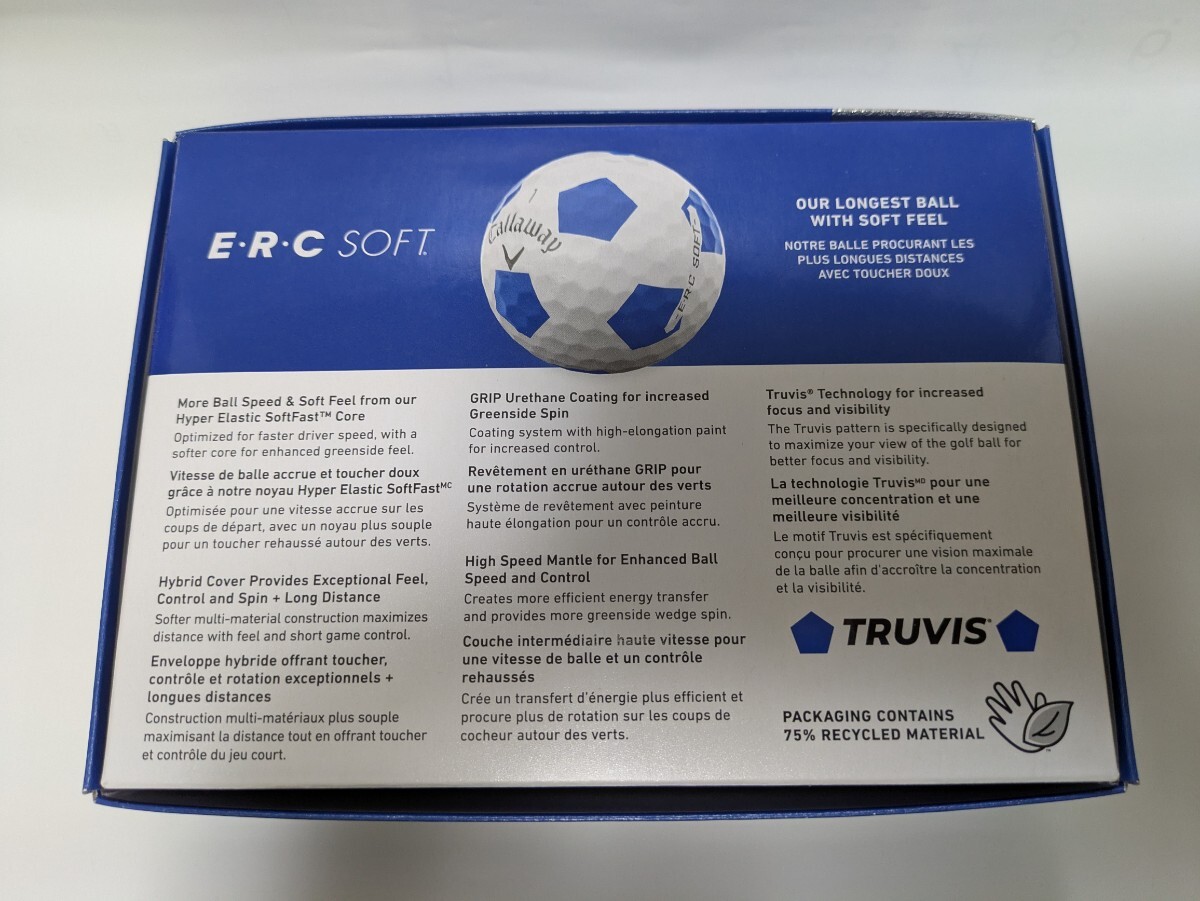 E·R·C SOFT™
1
Callaway
E·R·C SOFT
OUR LONGEST BALL
WITH SOFT FEEL
NOTRE BALLE PROCURANT LES
PLUS LONGUES DISTANCES
AVEC TOUCHER DOUX
More Ball Speed & Soft Feel from our
Hyper Elastic SoftFast™ Core
Optimized for faster driver speed, with a
softer core for enhanced greenside feel.
Vitesse de balle accrue et toucher doux
grâce à notre noyau Hyper Elastic SoftFastᴹᶜ
Optimisée pour une vitesse accrue sur les
coups de départ, avec un noyau plus souple
pour un toucher rehaussé autour des verts.
Hybrid Cover Provides Exceptional Feel,
Control and Spin + Long Distance
Softer multi-material construction maximizes
distance with feel and short game control.
Enveloppe hybride offrant toucher,
contrôle et rotation exceptionnels +
longues distances
Construction multi-matériaux plus souple
maximisant la distance tout en offrant toucher
et contrôle du jeu court.
GRIP Urethane Coating for increased
Greenside Spin
Coating system with high-elongation paint
for increased control.
Revêtement en uréthane GRIP pour
une rotation accrue autour des verts
Système de revêtement avec peinture
haute élongation pour un contrôle accru.
High Speed Mantle for Enhanced Ball
Speed and Control
Creates more efficient energy transfer
and provides more greenside wedge spin.
Couche intermédiaire haute vitesse pour
une vitesse de balle et un contrôle
rehaussés
Crée un transfert d'énergie plus efficient et
procure plus de rotation sur les coups de
cocheur autour des verts.
Truvis® Technology for increased
focus and visibility
The Truvis pattern is specifically designed
to maximize your view of the golf ball for
better focus and visibility.
La technologie Truvisᴹᴰ pour une
meilleure concentration et une
meilleure visibilité
Le motif Truvis est spécifiquement
conçu pour procurer une vision maximale
de la balle afin d'accroître la concentration
et la visibilité.
TRUVIS®
PACKAGING CONTAINS
75% RECYCLED MATERIAL